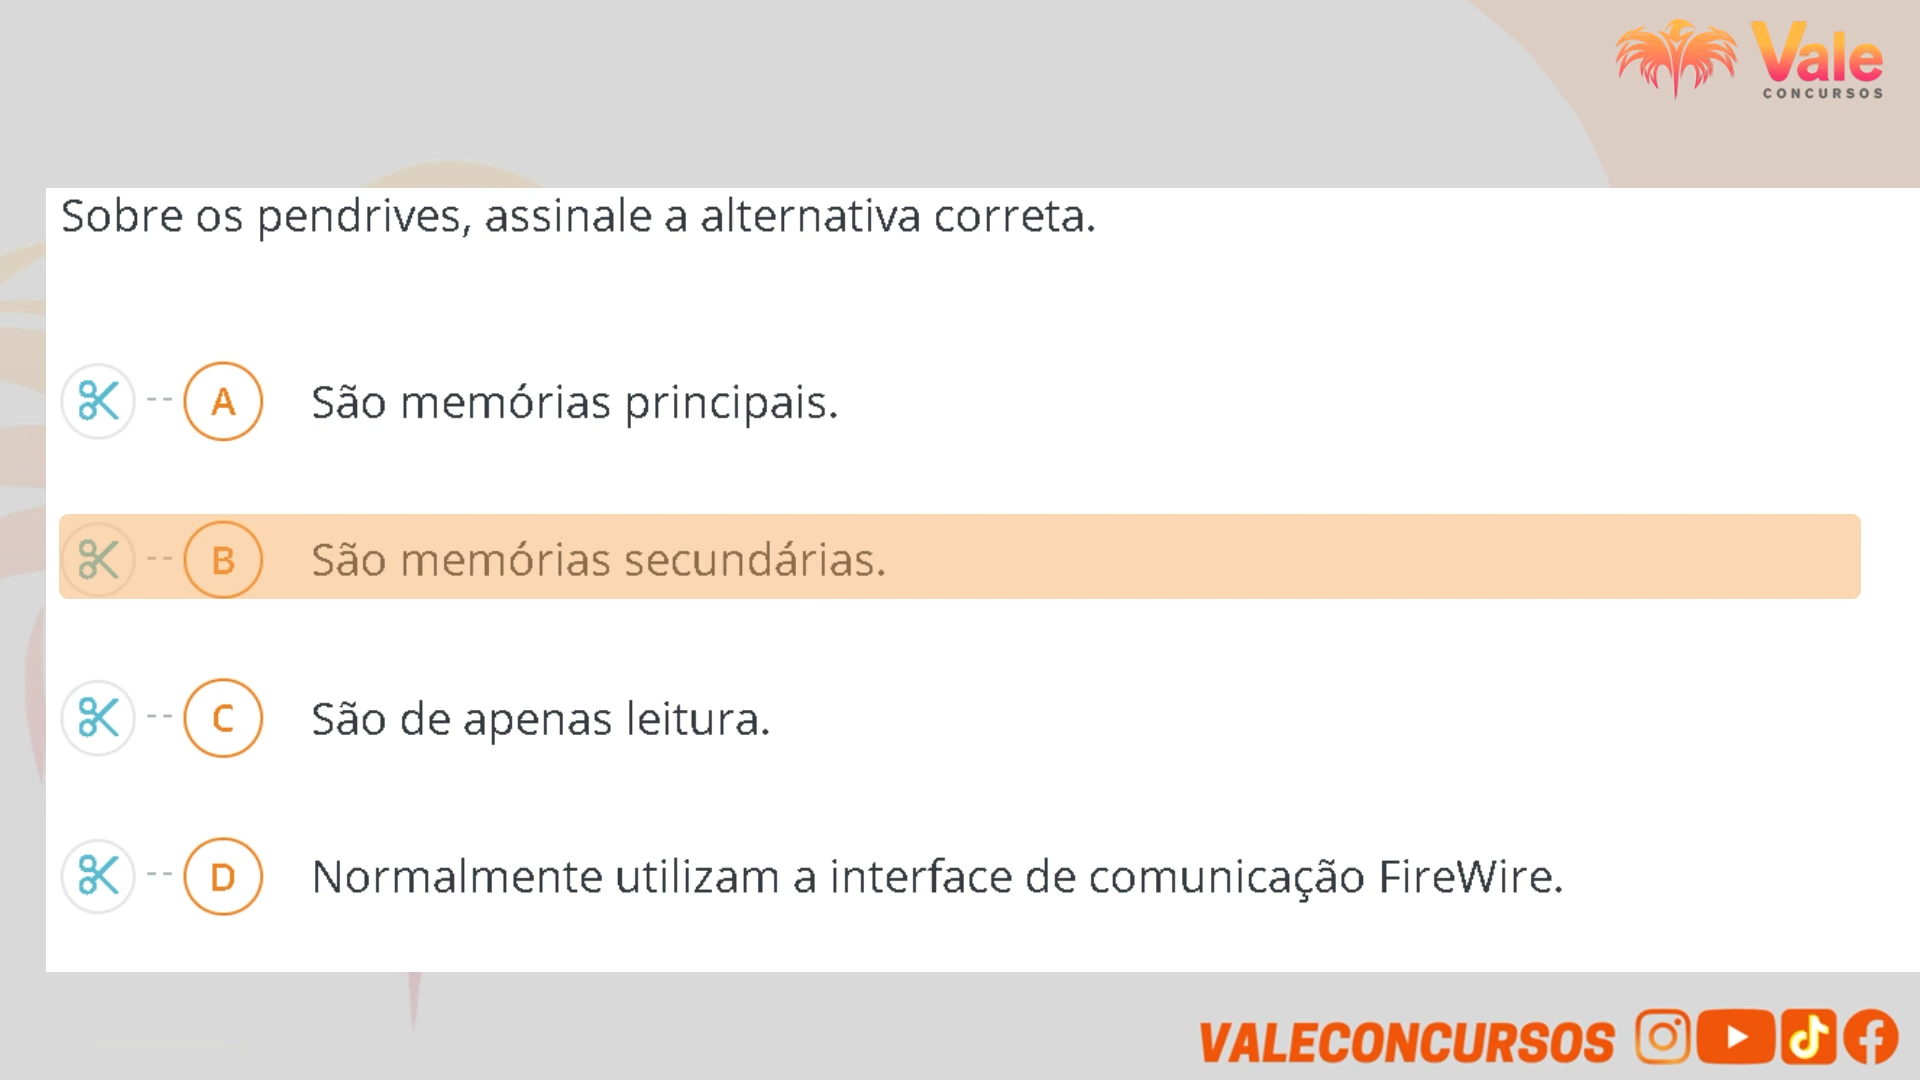 Vale
CONCURSOS
Sobre os pendrives, assinale a alternativa correta.
A São memórias principais.
B São memórias secundárias.
C São de apenas leitura.
D Normalmente utilizam a interface de comunicação FireWire.
VALECONCURSOS